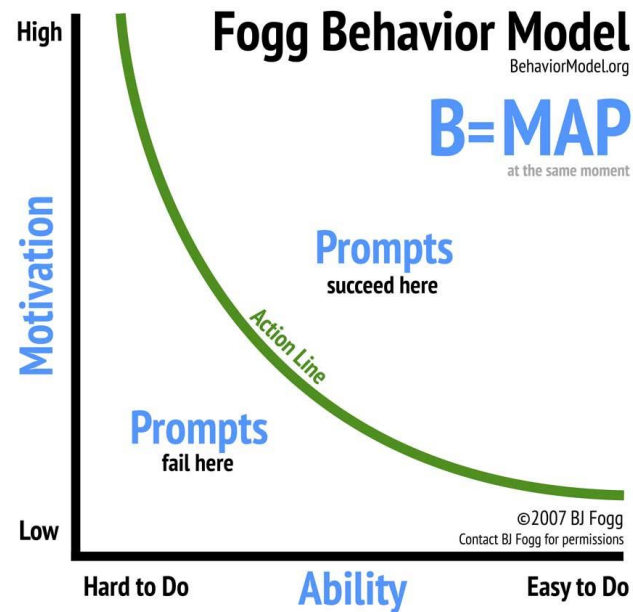 Fogg Behavior Model
BehaviorModel.org
B=MAP
at the same moment
High
Motivation
Low
Prompts
succeed here
Action Line
Prompts
fail here
©2007 BJ Fogg
Contact BJ Fogg for permissions
Hard to Do
Ability
Easy to Do